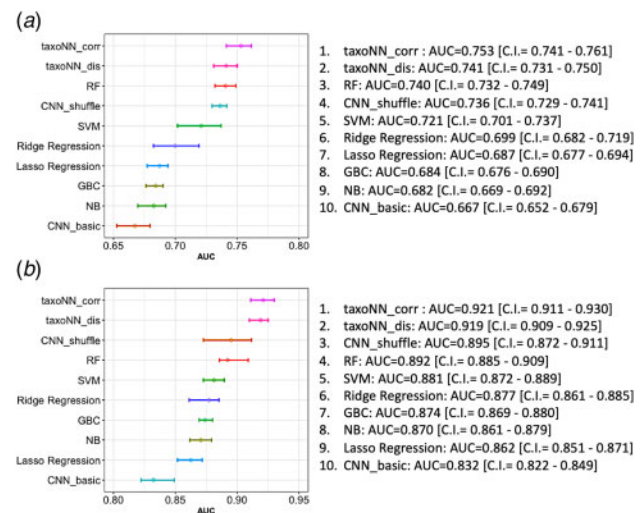 (a)
taxoNN_corr
taxoNN_dis
RF
CNN_shuffle
SVM
Ridge Regression
Lasso Regression
GBC
NB
CNN_basic
0.65 0.70 0.75 0.80
AUC
1. taxoNN_corr : AUC=0.753 [C.I.= 0.741 - 0.761]
2. taxoNN_dis: AUC=0.741 [C.I.= 0.731 - 0.750]
3. RF: AUC=0.740 [C.I.= 0.732 - 0.749]
4. CNN_shuffle: AUC=0.736 [C.I.= 0.729 - 0.741]
5. SVM: AUC=0.721 [C.I.= 0.701 - 0.737]
6. Ridge Regression: AUC=0.699 [C.I.= 0.682 - 0.719]
7. Lasso Regression: AUC=0.687 [C.I.= 0.677 - 0.694]
8. GBC: AUC=0.684 [C.I.= 0.676 - 0.690]
9. NB: AUC=0.682 [C.I.= 0.669 - 0.692]
10. CNN_basic: AUC=0.667 [C.I.= 0.652 - 0.679]
(b)
taxoNN_corr
taxoNN_dis
CNN_shuffle
RF
SVM
Ridge Regression
GBC
NB
Lasso Regression
CNN_basic
0.80 0.85 0.90 0.95
AUC
1. taxoNN_corr : AUC=0.921 [C.I.= 0.911 - 0.930]
2. taxoNN_dis: AUC=0.919 [C.I.= 0.909 - 0.925]
3. CNN_shuffle: AUC=0.895 [C.I.= 0.872 - 0.911]
4. RF: AUC=0.892 [C.I.= 0.885 - 0.909]
5. SVM: AUC=0.881 [C.I.= 0.872 - 0.889]
6. Ridge Regression: AUC=0.877 [C.I.= 0.861 - 0.885]
7. GBC: AUC=0.874 [C.I.= 0.869 - 0.880]
8. NB: AUC=0.870 [C.I.= 0.861 - 0.879]
9. Lasso Regression: AUC=0.862 [C.I.= 0.851 - 0.871]
10. CNN_basic: AUC=0.832 [C.I.= 0.822 - 0.849]